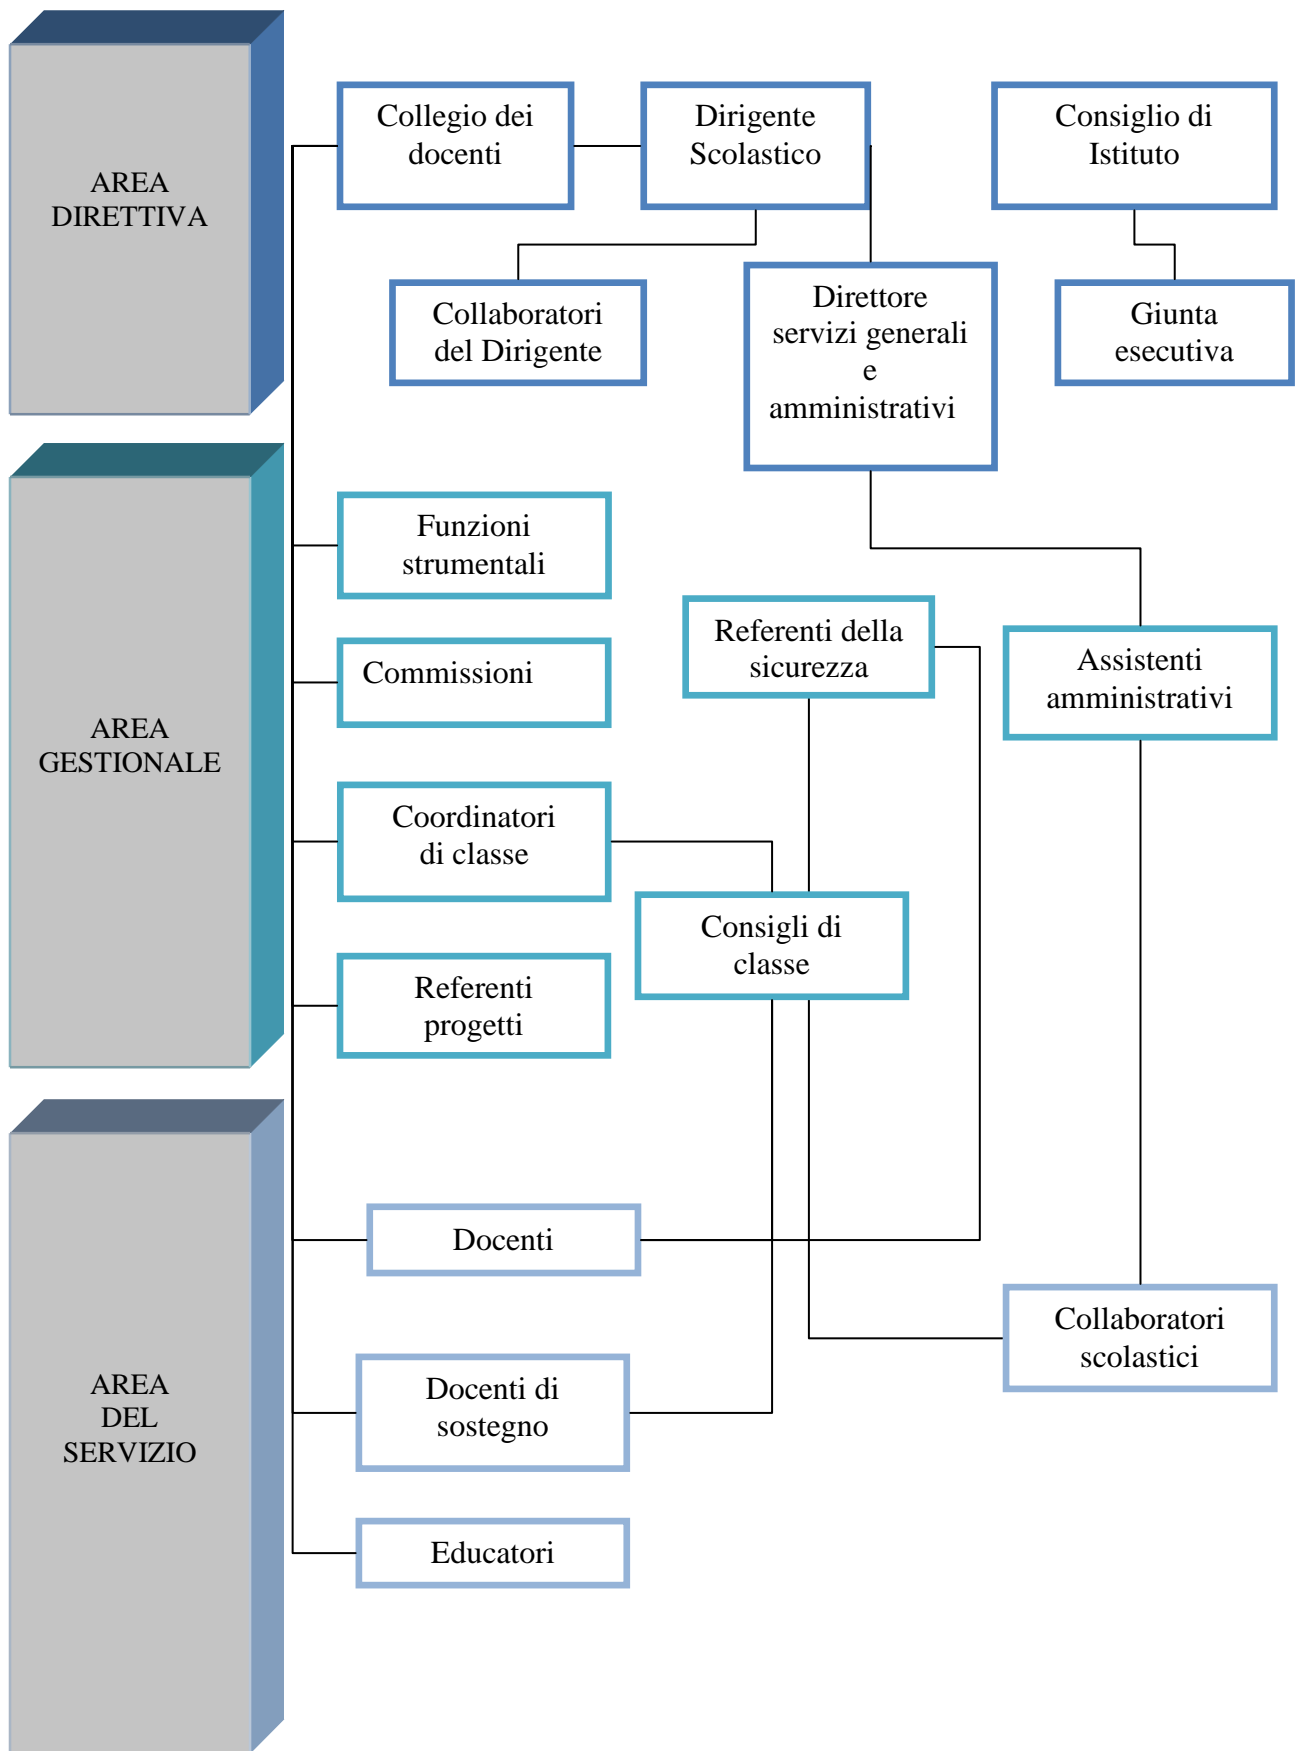 AREA
DIRETTIVA
Collegio dei
docenti
Dirigente
Scolastico
Consiglio di
Istituto
Collaboratori
del Dirigente
Direttore
servizi generali
e
amministrativi
Giunta
esecutiva
AREA
GESTIONALE
Funzioni
strumentali
Referenti della
sicurezza
Assistenti
amministrativi
Commissioni
Coordinatori
di classe
Consigli di
classe
Referenti
progetti
AREA
DEL
SERVIZIO
Docenti
Collaboratori
scolastici
Docenti di
sostegno
Educatori